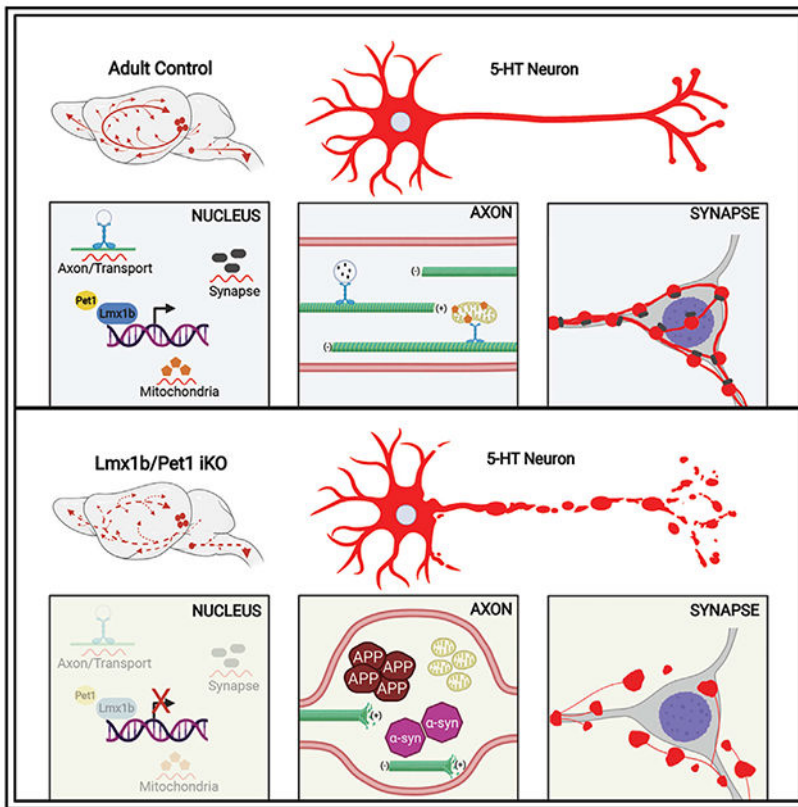 Adult Control
5-HT Neuron
NUCLEUS
Axon/Transport
Synapse
Pet1
Lmx1b
Mitochondria
AXON
(-)
(+)
(-)
SYNAPSE
Lmx1b/Pet1 iKO
5-HT Neuron
NUCLEUS
Axon/Transport
Synapse
Pet1
Lmx1b
Mitochondria
AXON
APP
APP
APP
APP
(+)
α-syn
α-syn
(-)
(+)
SYNAPSE